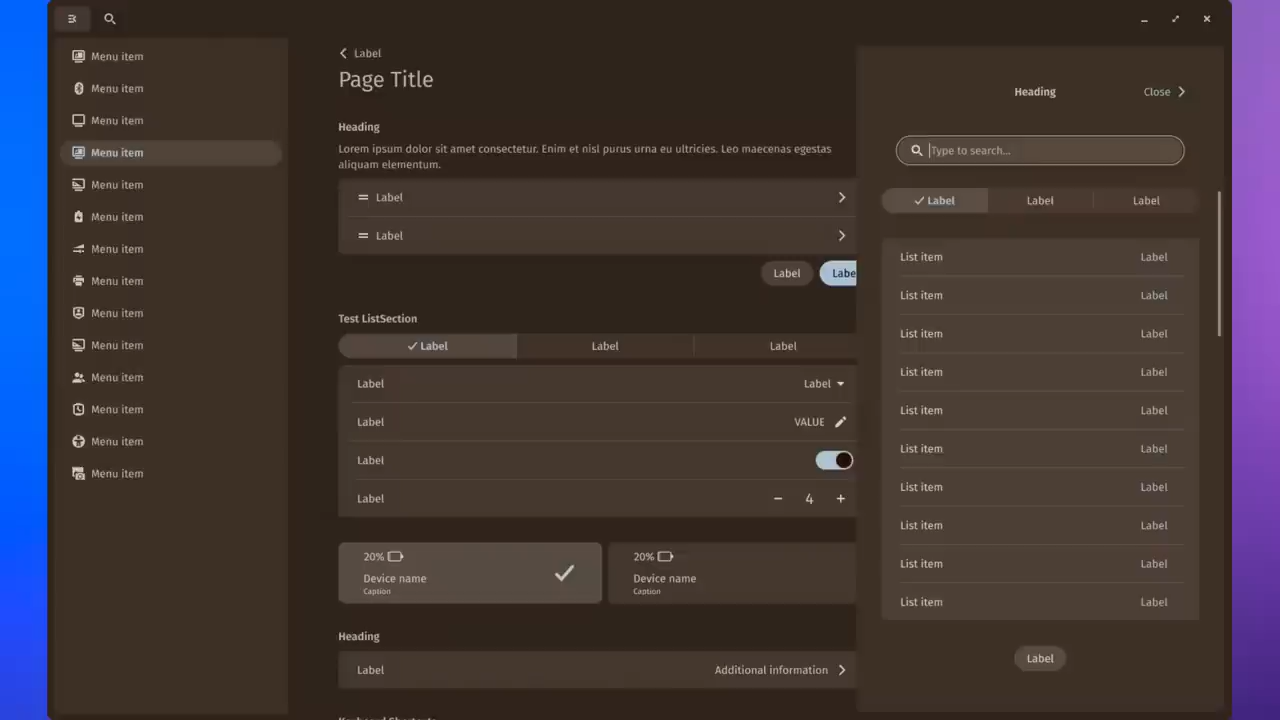 Menu item
Menu item
Menu item
Menu item
Menu item
Menu item
Menu item
Menu item
Menu item
Menu item
Menu item
Menu item
Menu item
Menu item
Label
Page Title
Heading
Lorem ipsum dolor sit amet consectetur. Enim et nisl purus urna eu ultricies. Leo maecenas egestas
aliquam elementum.
Label
Label
Label Labe
Test ListSection
Label Label Label
Label Label
Label VALUE
Label
Label 4
20%
Device name
Caption
20%
Device name
Caption
Heading
Label Additional information
Keyboard Shortcuts
Heading Close
Type to search...
Label Label Label
List item Label
List item Label
List item Label
List item Label
List item Label
List item Label
List item Label
List item Label
List item Label
List item Label
Label